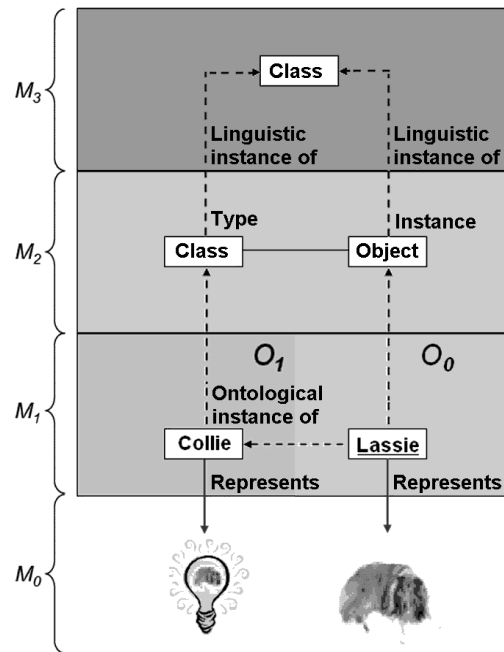 M3
Class
Linguistic
instance of
Linguistic
instance of
M2
Type
Instance
Class
Object
M1
O1
O0
Ontological
instance of
Collie
Lassie
Represents
Represents
M0